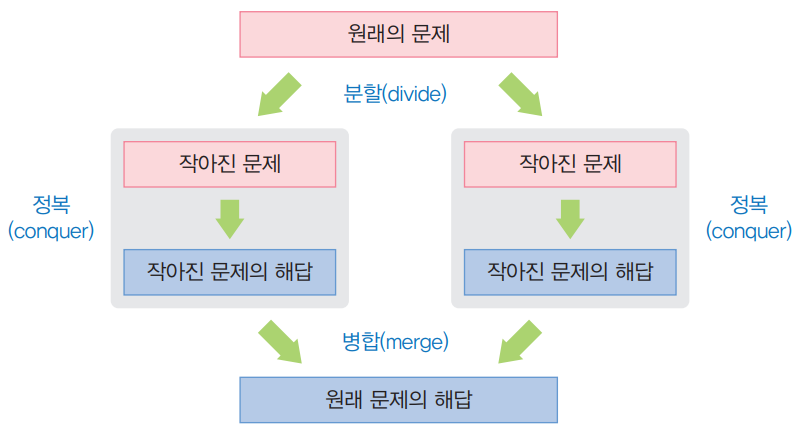 원래의 문제
분할(divide)
작아진 문제
작아진 문제
정복
(conquer)
정복
(conquer)
작아진 문제의 해답
작아진 문제의 해답
병합(merge)
원래 문제의 해답